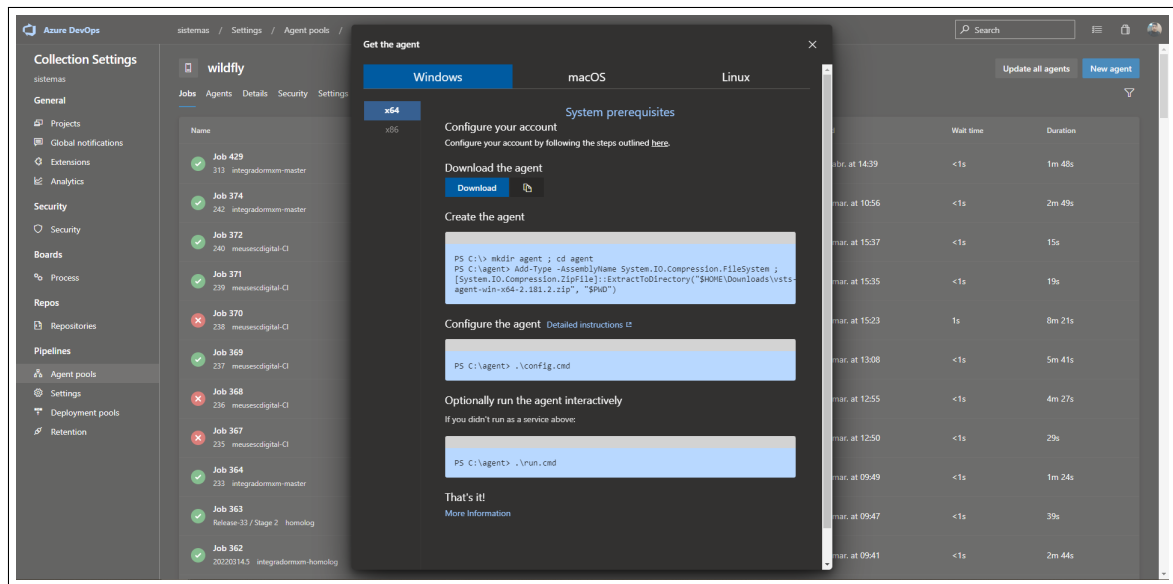 Azure DevOps
sistemas / Settings / Agent pools /
Search
Collection Settings
sistemas
General
Projects
Global notifications
Extensions
Analytics
Security
Security
Boards
Process
Repos
Repositories
Pipelines
Agent pools
Settings
Deployment pools
Retention
wildfly
Update all agents
New agent
Jobs Agents Details Security Settings
Name
Wait time
Duration
Job 429
313 integradormxm-master
abr. at 14:39
<1s
1m 48s
Job 374
242 integradormxm-master
mar. at 10:56
<1s
2m 49s
Job 372
240 meusescdigital-CI
mar. at 15:37
<1s
15s
Job 371
239 meusescdigital-CI
mar. at 15:35
<1s
19s
Job 370
238 meusescdigital-CI
mar. at 15:23
1s
8m 21s
Job 369
237 meusescdigital-CI
mar. at 13:08
<1s
5m 41s
Job 368
236 meusescdigital-CI
mar. at 12:55
<1s
4m 27s
Job 367
235 meusescdigital-CI
mar. at 12:50
<1s
29s
Job 364
233 integradormxm-master
mar. at 09:49
<1s
1m 24s
Job 363
Release-33 / Stage 2 homolog
mar. at 09:47
<1s
39s
Job 362
20220314.5 integradormxm-homolog
mar. at 09:41
<1s
2m 44s
Get the agent
Windows
macOS
Linux
x64
x86
System prerequisites
Configure your account
Configure your account by following the steps outlined here.
Download the agent
Download
Create the agent
PS C:\> mkdir agent ; cd agent
PS C:\agent> Add-Type -AssemblyName System.IO.Compression.FileSystem ;
[System.IO.Compression.ZipFile]::ExtractToDirectory("$HOME\Downloads\vsts-
agent-win-x64-2.181.2.zip", "$PWD")
Configure the agent Detailed instructions
PS C:\agent> .\config.cmd
Optionally run the agent interactively
If you didn't run as a service above:
PS C:\agent> .\run.cmd
That's it!
More Information